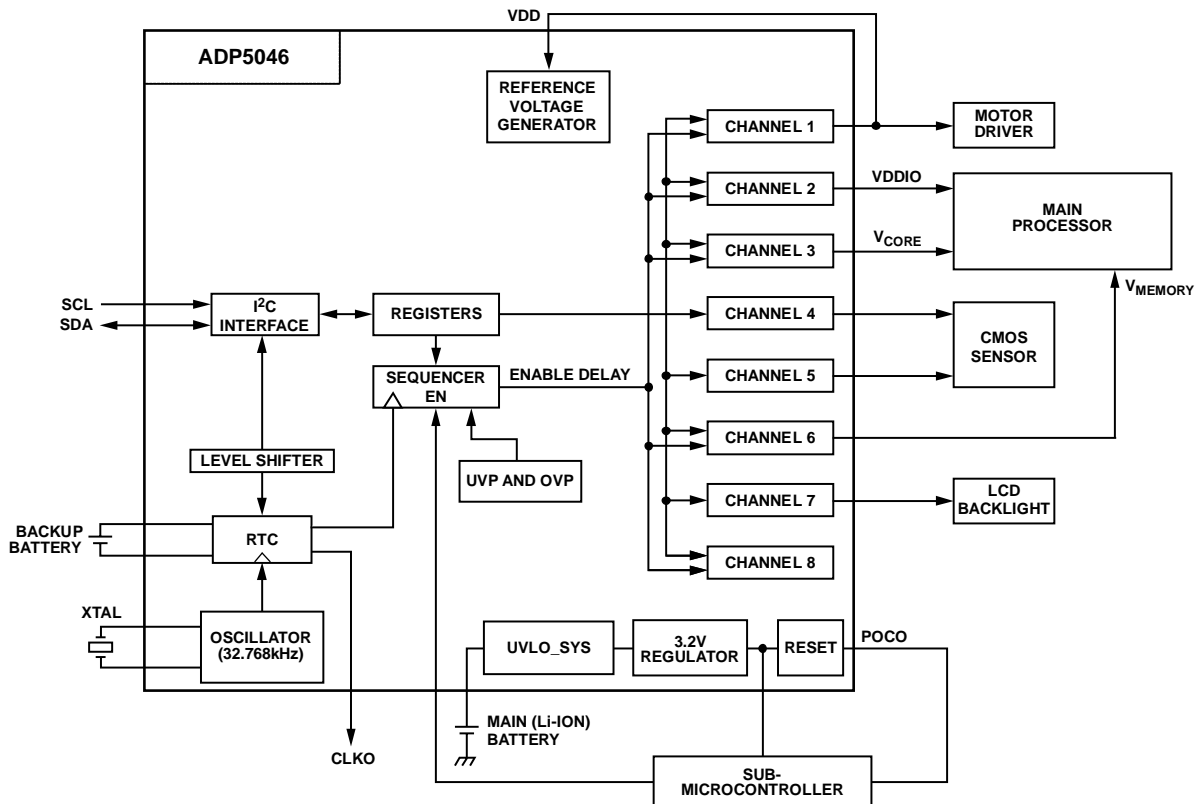 VDD
ADP5046
REFERENCE
VOLTAGE
GENERATOR
CHANNEL 1
MOTOR
DRIVER
CHANNEL 2
VDDIO
MAIN
PROCESSOR
CHANNEL 3
VCORE
VMEMORY
SCL
SDA
I2C
INTERFACE
REGISTERS
CHANNEL 4
CMOS
SENSOR
SEQUENCER
EN
ENABLE DELAY
CHANNEL 5
CHANNEL 6
LEVEL SHIFTER
UVP AND OVP
CHANNEL 7
LCD
BACKLIGHT
BACKUP
BATTERY
RTC
CHANNEL 8
XTAL
OSCILLATOR
(32.768kHz)
UVLO_SYS
3.2V
REGULATOR
RESET
POCO
MAIN (Li-ION)
BATTERY
CLKO
SUB-
MICROCONTROLLER